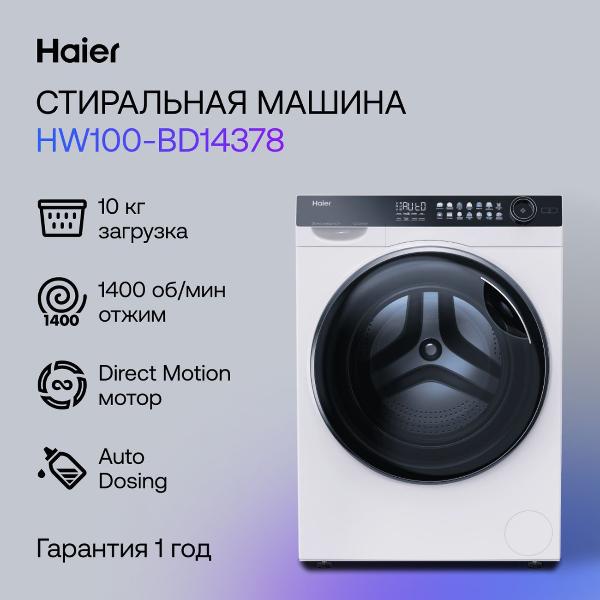 Haier
СТИРАЛЬНАЯ МАШИНА
HW100-BD14378
10 кг
загрузка
1400 об/мин
отжим
1400
Direct Motion
мотор
Auto
Dosing
Гарантия 1 год
Haier
AUtO